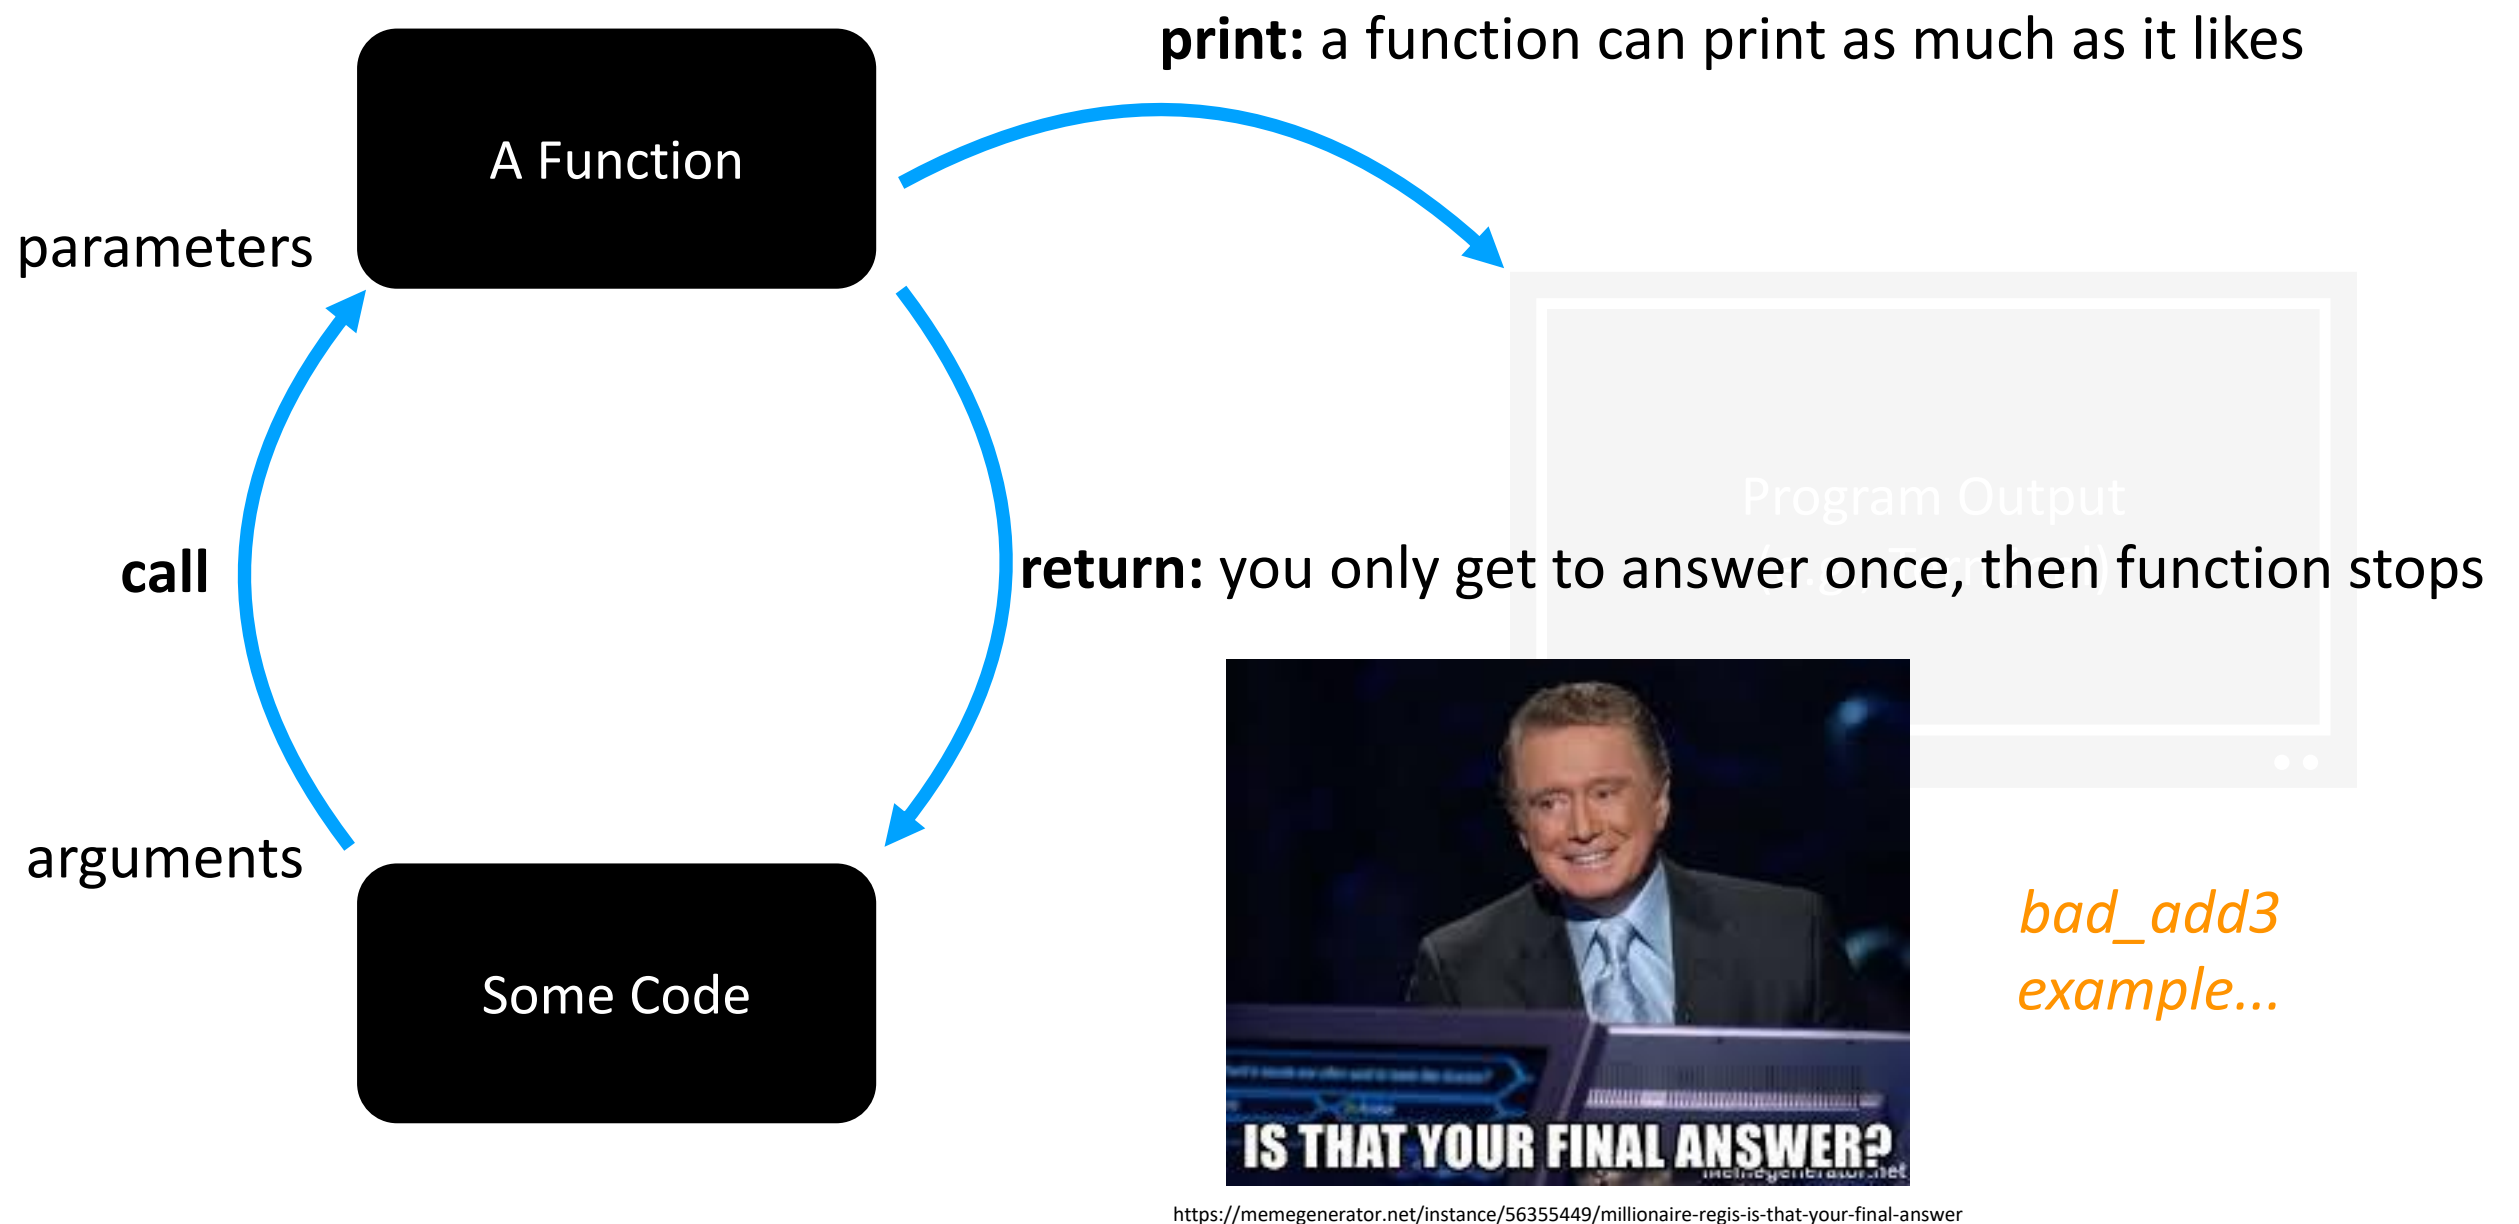 print: a function can print as much as it likes
A Function
parameters
Program Output
call
return: you only get to answer once, then function stops
arguments
Some Code
bad_add3
example...
IS THAT YOUR FINAL ANSWER?
memegenerator.net
https://memegenerator.net/instance/56355449/millionaire-regis-is-that-your-final-answer